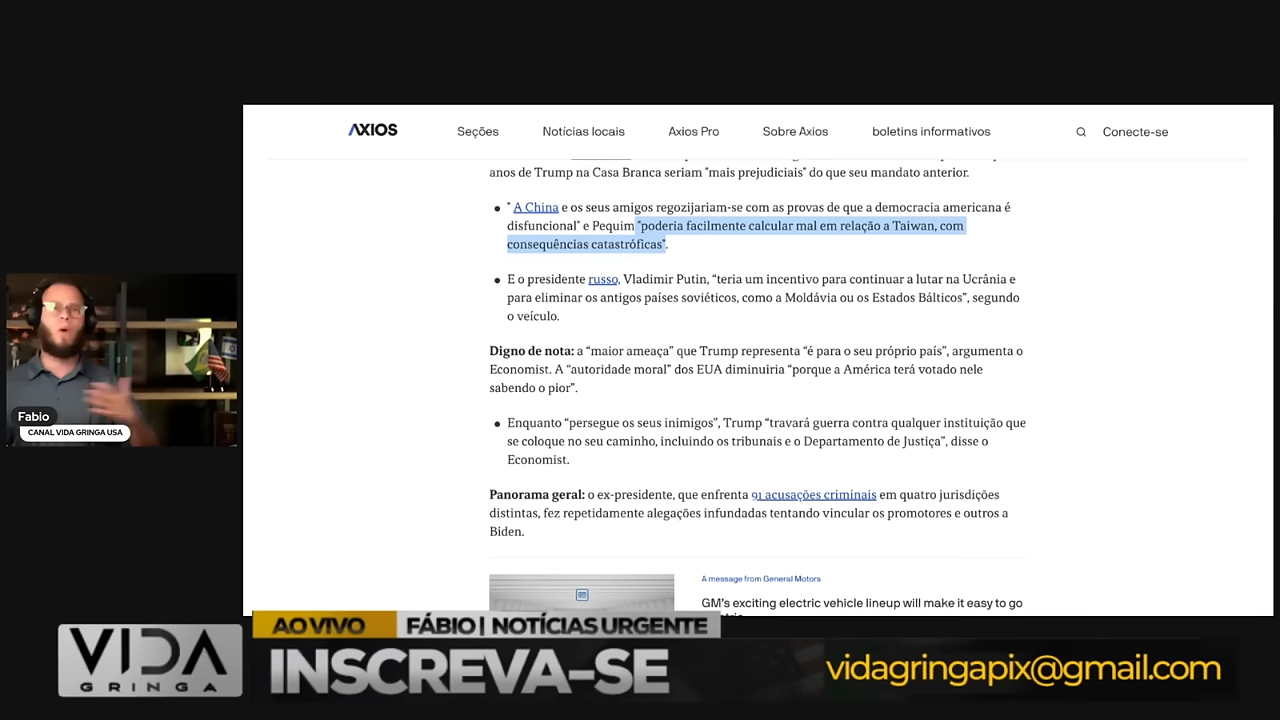 AXIOS
Seções
Notícias locais
Axios Pro
Sobre Axios
boletins informativos
Conecte-se
anos de Trump na Casa Branca seriam "mais prejudiciais" do que seu mandato anterior.
• " A China e os seus amigos regozijariam-se com as provas de que a democracia americana é
disfuncional" e Pequim "poderia facilmente calcular mal em relação a Taiwan, com
consequências catastróficas".
• E o presidente russo, Vladimir Putin, “teria um incentivo para continuar a lutar na Ucrânia e
para eliminar os antigos países soviéticos, como a Moldávia ou os Estados Bálticos”, segundo
o veículo.
Digno de nota: a “maior ameaça” que Trump representa “é para o seu próprio país”, argumenta o
Economist. A “autoridade moral” dos EUA diminuiria “porque a América terá votado nele
sabendo o pior”.
• Enquanto “persegue os seus inimigos”, Trump “travará guerra contra qualquer instituição que
se coloque no seu caminho, incluindo os tribunais e o Departamento de Justiça”, disse o
Economist.
Panorama geral: o ex-presidente, que enfrenta 91 acusações criminais em quatro jurisdições
distintas, fez repetidamente alegações infundadas tentando vincular os promotores e outros a
Biden.
A message from General Motors
GM's exciting electric vehicle lineup will make it easy to go
Fabio
CANAL VIDA GRINGA USA
AO VIVO
FÁBIO | NOTÍCIAS URGENTE
VIDA
GRINGA
INSCREVA-SE
vidagringapix@gmail.com